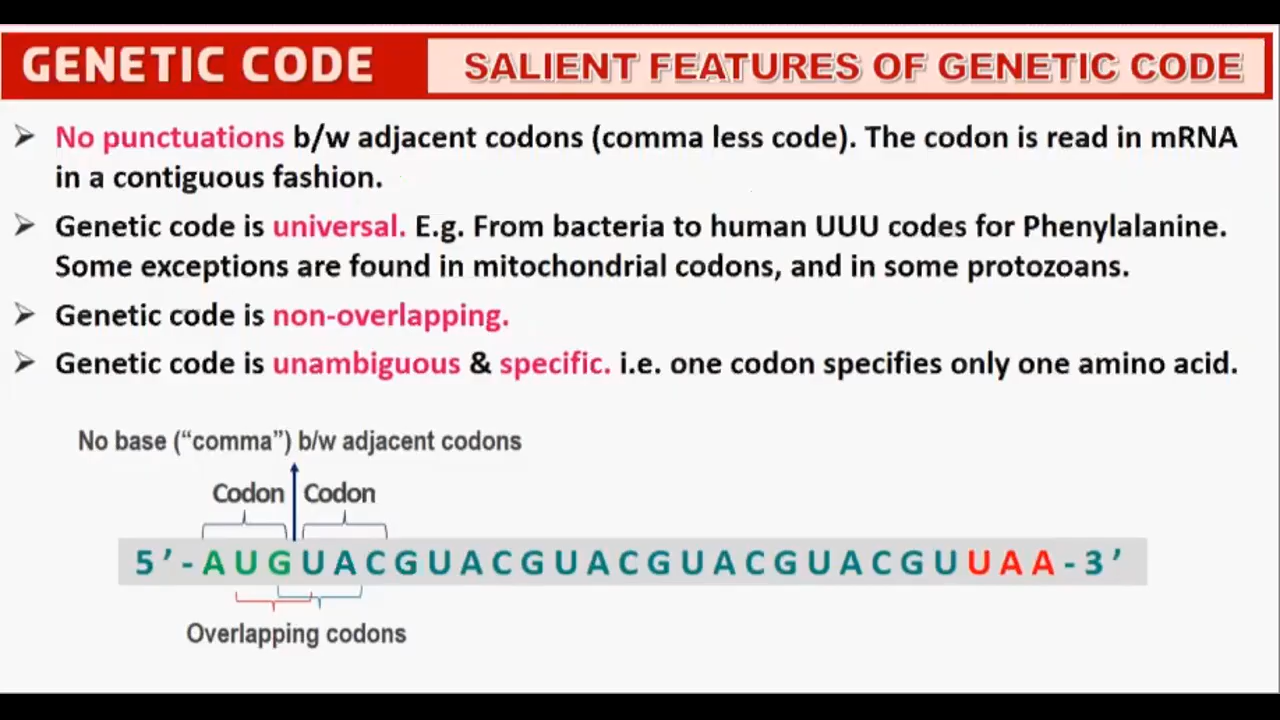 GENETIC CODE
SALIENT FEATURES OF GENETIC CODE
➢ No punctuations b/w adjacent codons (comma less code). The codon is read in mRNA
in a contiguous fashion.
➢ Genetic code is universal. E.g. From bacteria to human UUU codes for Phenylalanine.
Some exceptions are found in mitochondrial codons, and in some protozoans.
➢ Genetic code is non-overlapping.
➢ Genetic code is unambiguous & specific. i.e. one codon specifies only one amino acid.
No base (“comma”) b/w adjacent codons
Codon Codon
5’-AUGUACGUACGUACGUACGUACGUUAA-3’
Overlapping codons